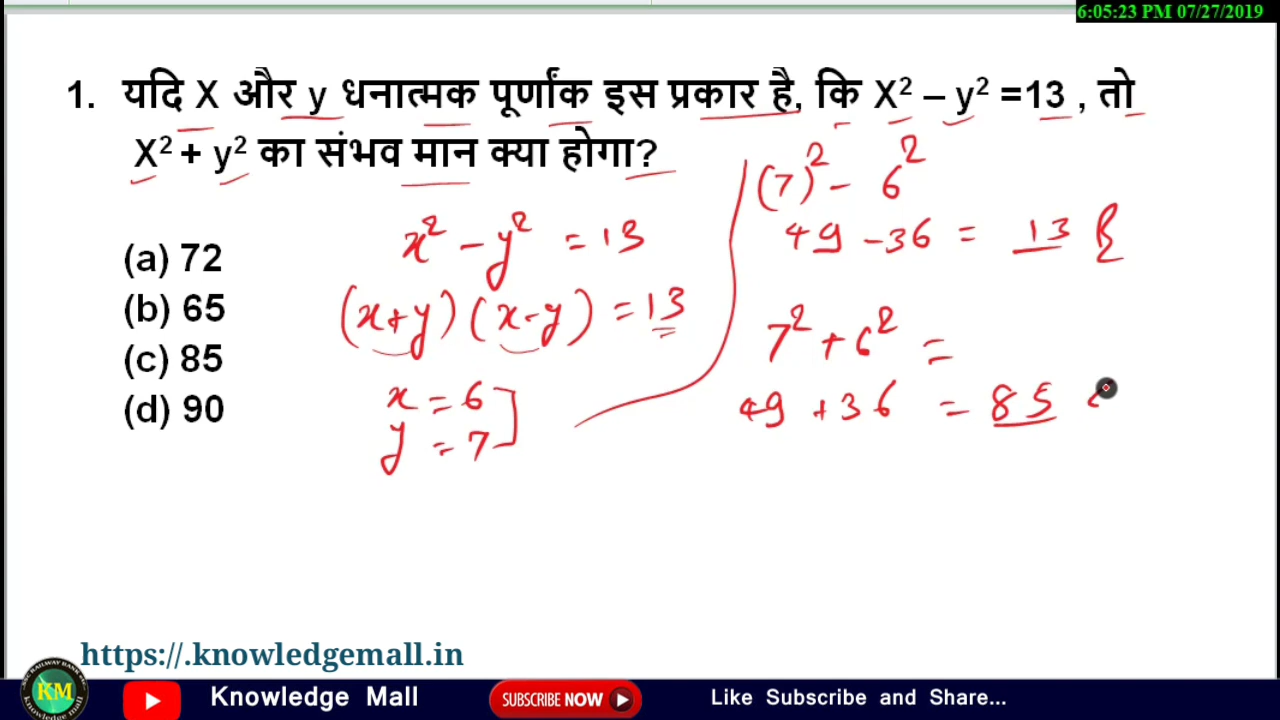 6:05:23 PM 07/27/2019
1. यदि X और y धनात्मक पूर्णांक इस प्रकार है, कि X² – y² =13 , तो
X² + y² का संभव मान क्या होगा?
(a) 72
(b) 65
(c) 85
(d) 90
x² - y² = 13
(x+y) (x-y) = 13
x = 6
y = 7
(7)² - 6²
49 - 36 = 13
7² + 6² =
49 + 36 = 85
https://.knowledgemall.in
KM
Knowledge Mall
SUBSCRIBE NOW
Like Subscribe and Share...